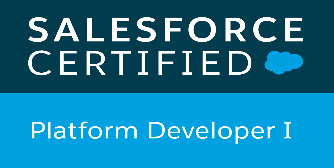 SALESFORCE
CERTIFIED
Platform Developer I